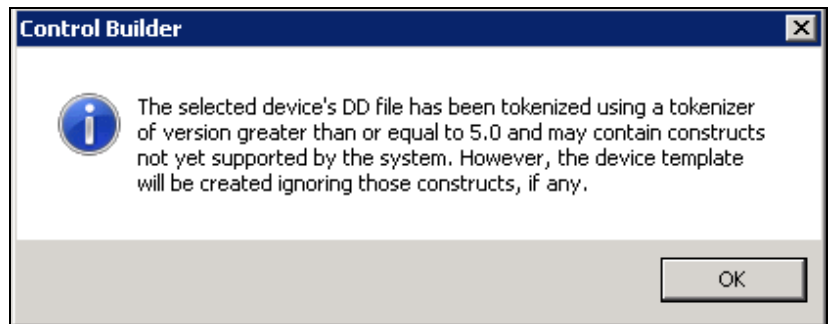 Control Builder
The selected device's DD file has been tokenized using a tokenizer
of version greater than or equal to 5.0 and may contain constructs
not yet supported by the system. However, the device template
will be created ignoring those constructs, if any.
OK